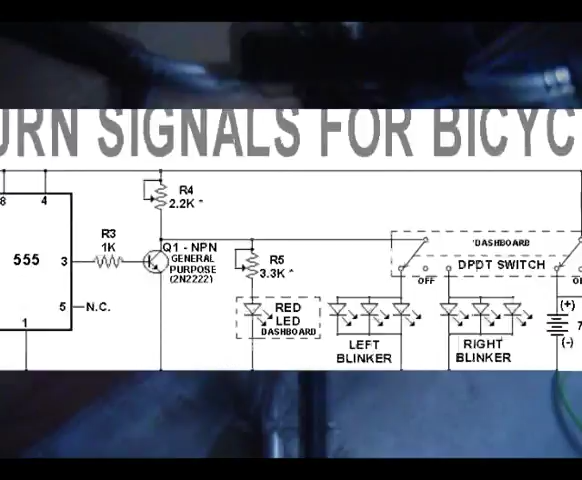 URN SIGNALS FOR BICYC
8
4
R4
2.2K *
R3
1K
555
3
Q1 - NPN
GENERAL
PURPOSE
(2N2222)
R5
3.3K *
DASHBOARD
DPDT SWITCH
OFF
5
N.C.
RED
LED
DASHBOARD
(+)
7
(-)
1
LEFT
BLINKER
RIGHT
BLINKER